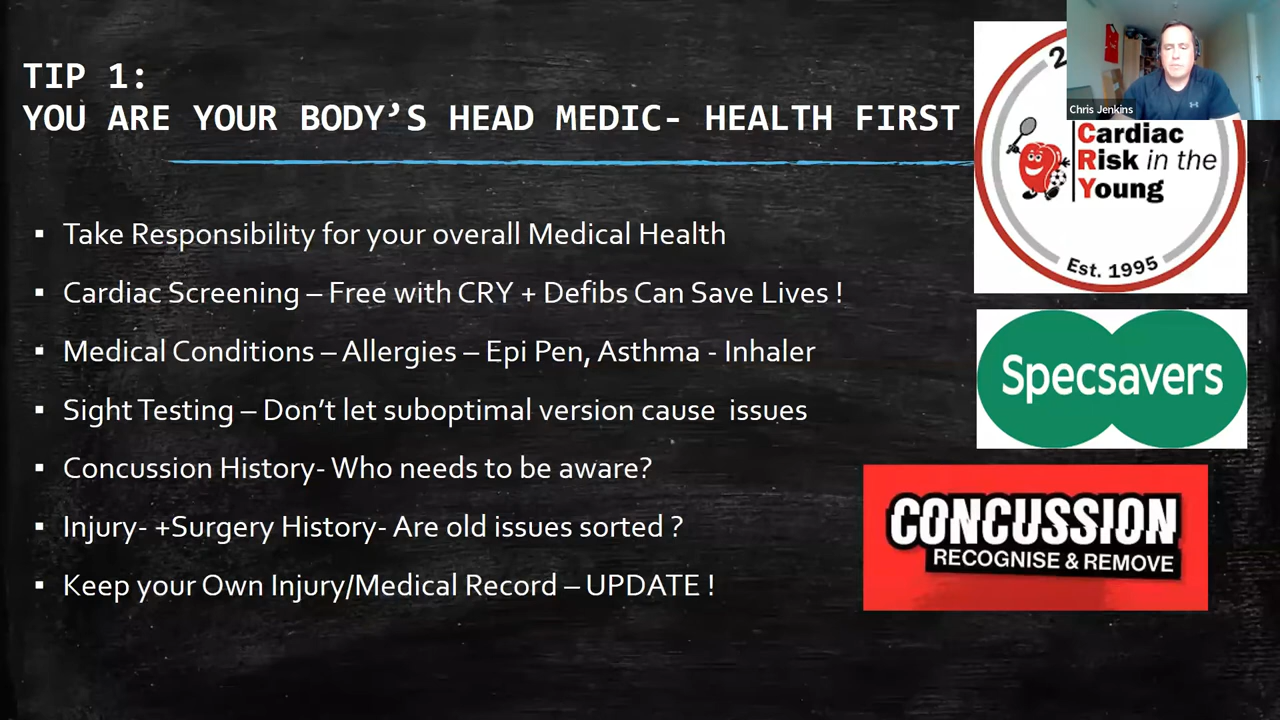 TIP 1:
YOU ARE YOUR BODY’S HEAD MEDIC- HEALTH FIRST
▪ Take Responsibility for your overall Medical Health
▪ Cardiac Screening – Free with CRY + Defibs Can Save Lives !
▪ Medical Conditions – Allergies – Epi Pen, Asthma - Inhaler
▪ Sight Testing – Don’t let suboptimal version cause issues
▪ Concussion History- Who needs to be aware?
▪ Injury- +Surgery History- Are old issues sorted ?
▪ Keep your Own Injury/Medical Record – UPDATE !
2
Chris Jenkins
Cardiac
Risk in the
Young
Est. 1995
Specsavers
CONCUSSION
RECOGNISE & REMOVE